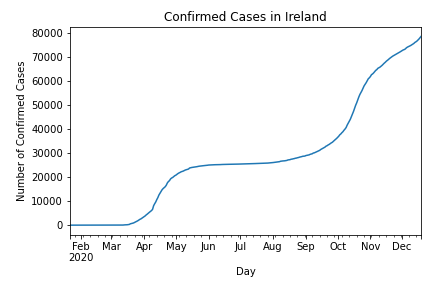 Confirmed Cases in Ireland
Number of Confirmed Cases
80000
70000
60000
50000
40000
30000
20000
10000
0
Feb Mar Apr May Jun Jul Aug Sep Oct Nov Dec
2020
Day